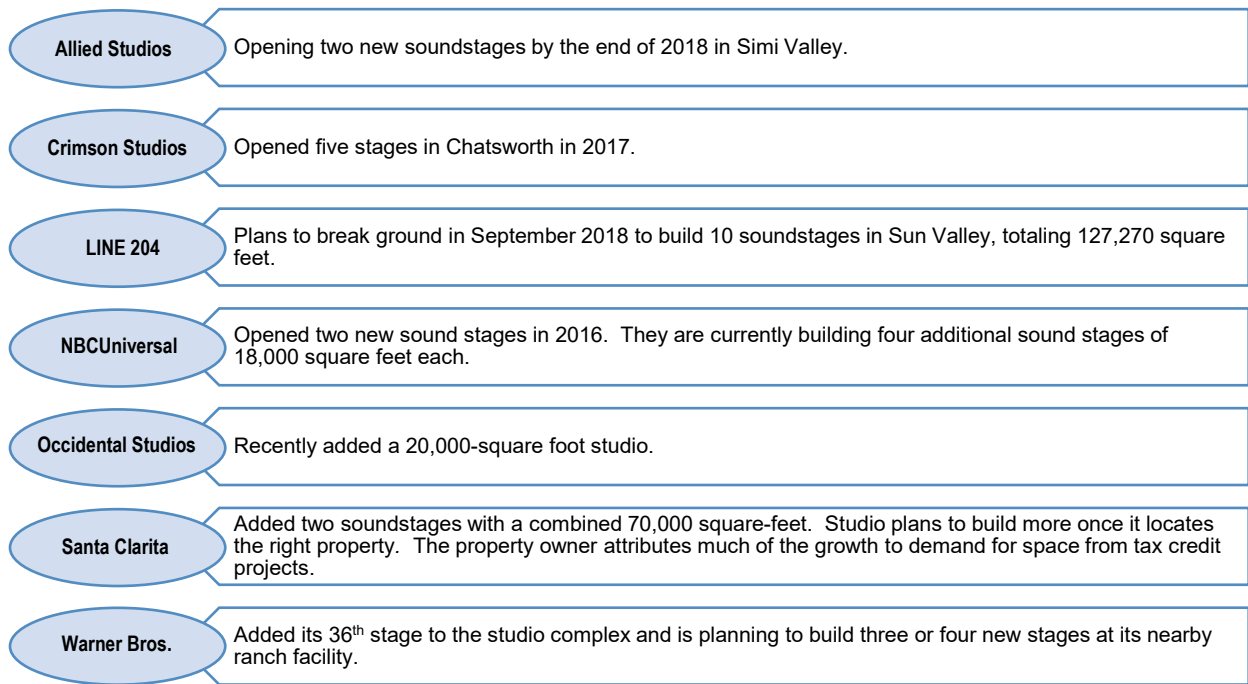 Allied Studios
Opening two new soundstages by the end of 2018 in Simi Valley.
Crimson Studios
Opened five stages in Chatsworth in 2017.
LINE 204
Plans to break ground in September 2018 to build 10 soundstages in Sun Valley, totaling 127,270 square
feet.
NBCUniversal
Opened two new sound stages in 2016.  They are currently building four additional sound stages of
18,000 square feet each.
Occidental Studios
Recently added a 20,000-square foot studio.
Santa Clarita
Added two soundstages with a combined 70,000 square-feet.  Studio plans to build more once it locates
the right property.  The property owner attributes much of the growth to demand for space from tax credit
projects.
Warner Bros.
Added its 36th stage to the studio complex and is planning to build three or four new stages at its nearby
ranch facility.